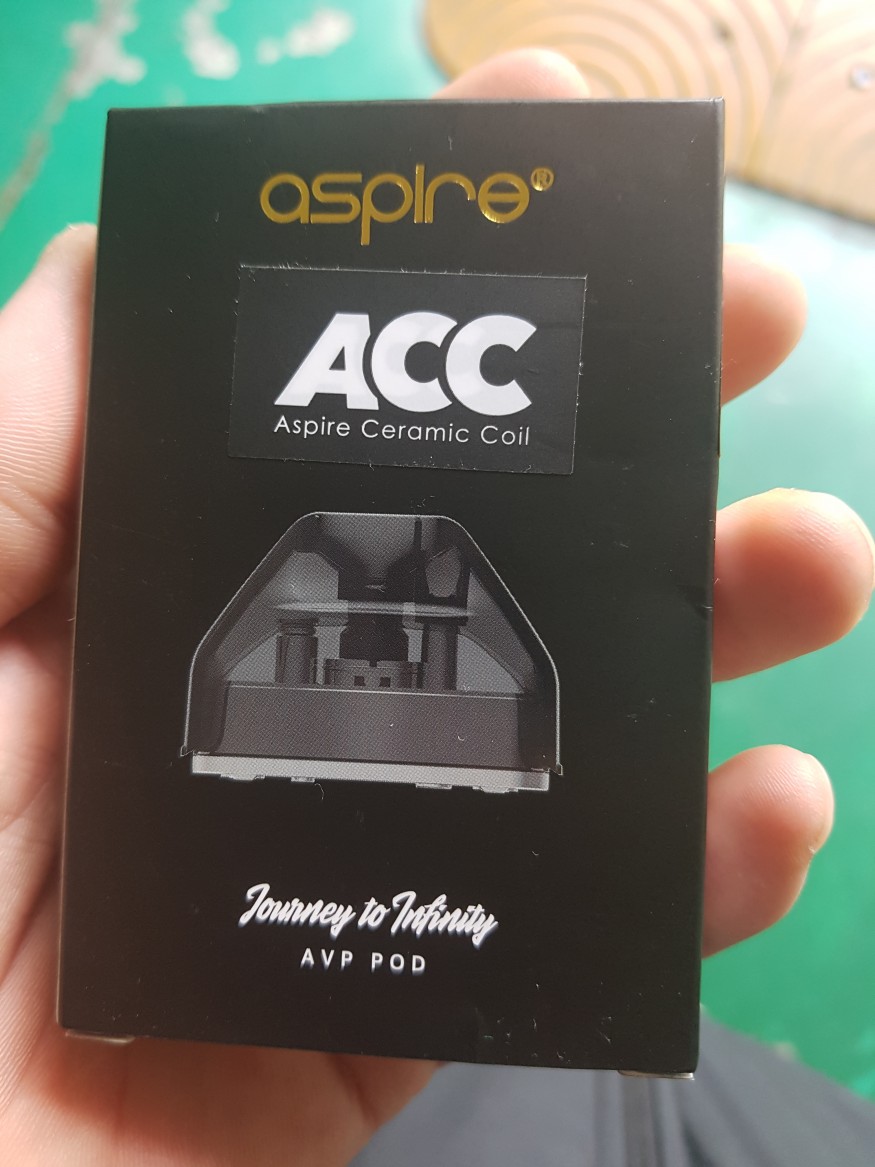 aspire®
ACC
Aspire Ceramic Coil
Journey to Infinity
AVP POD